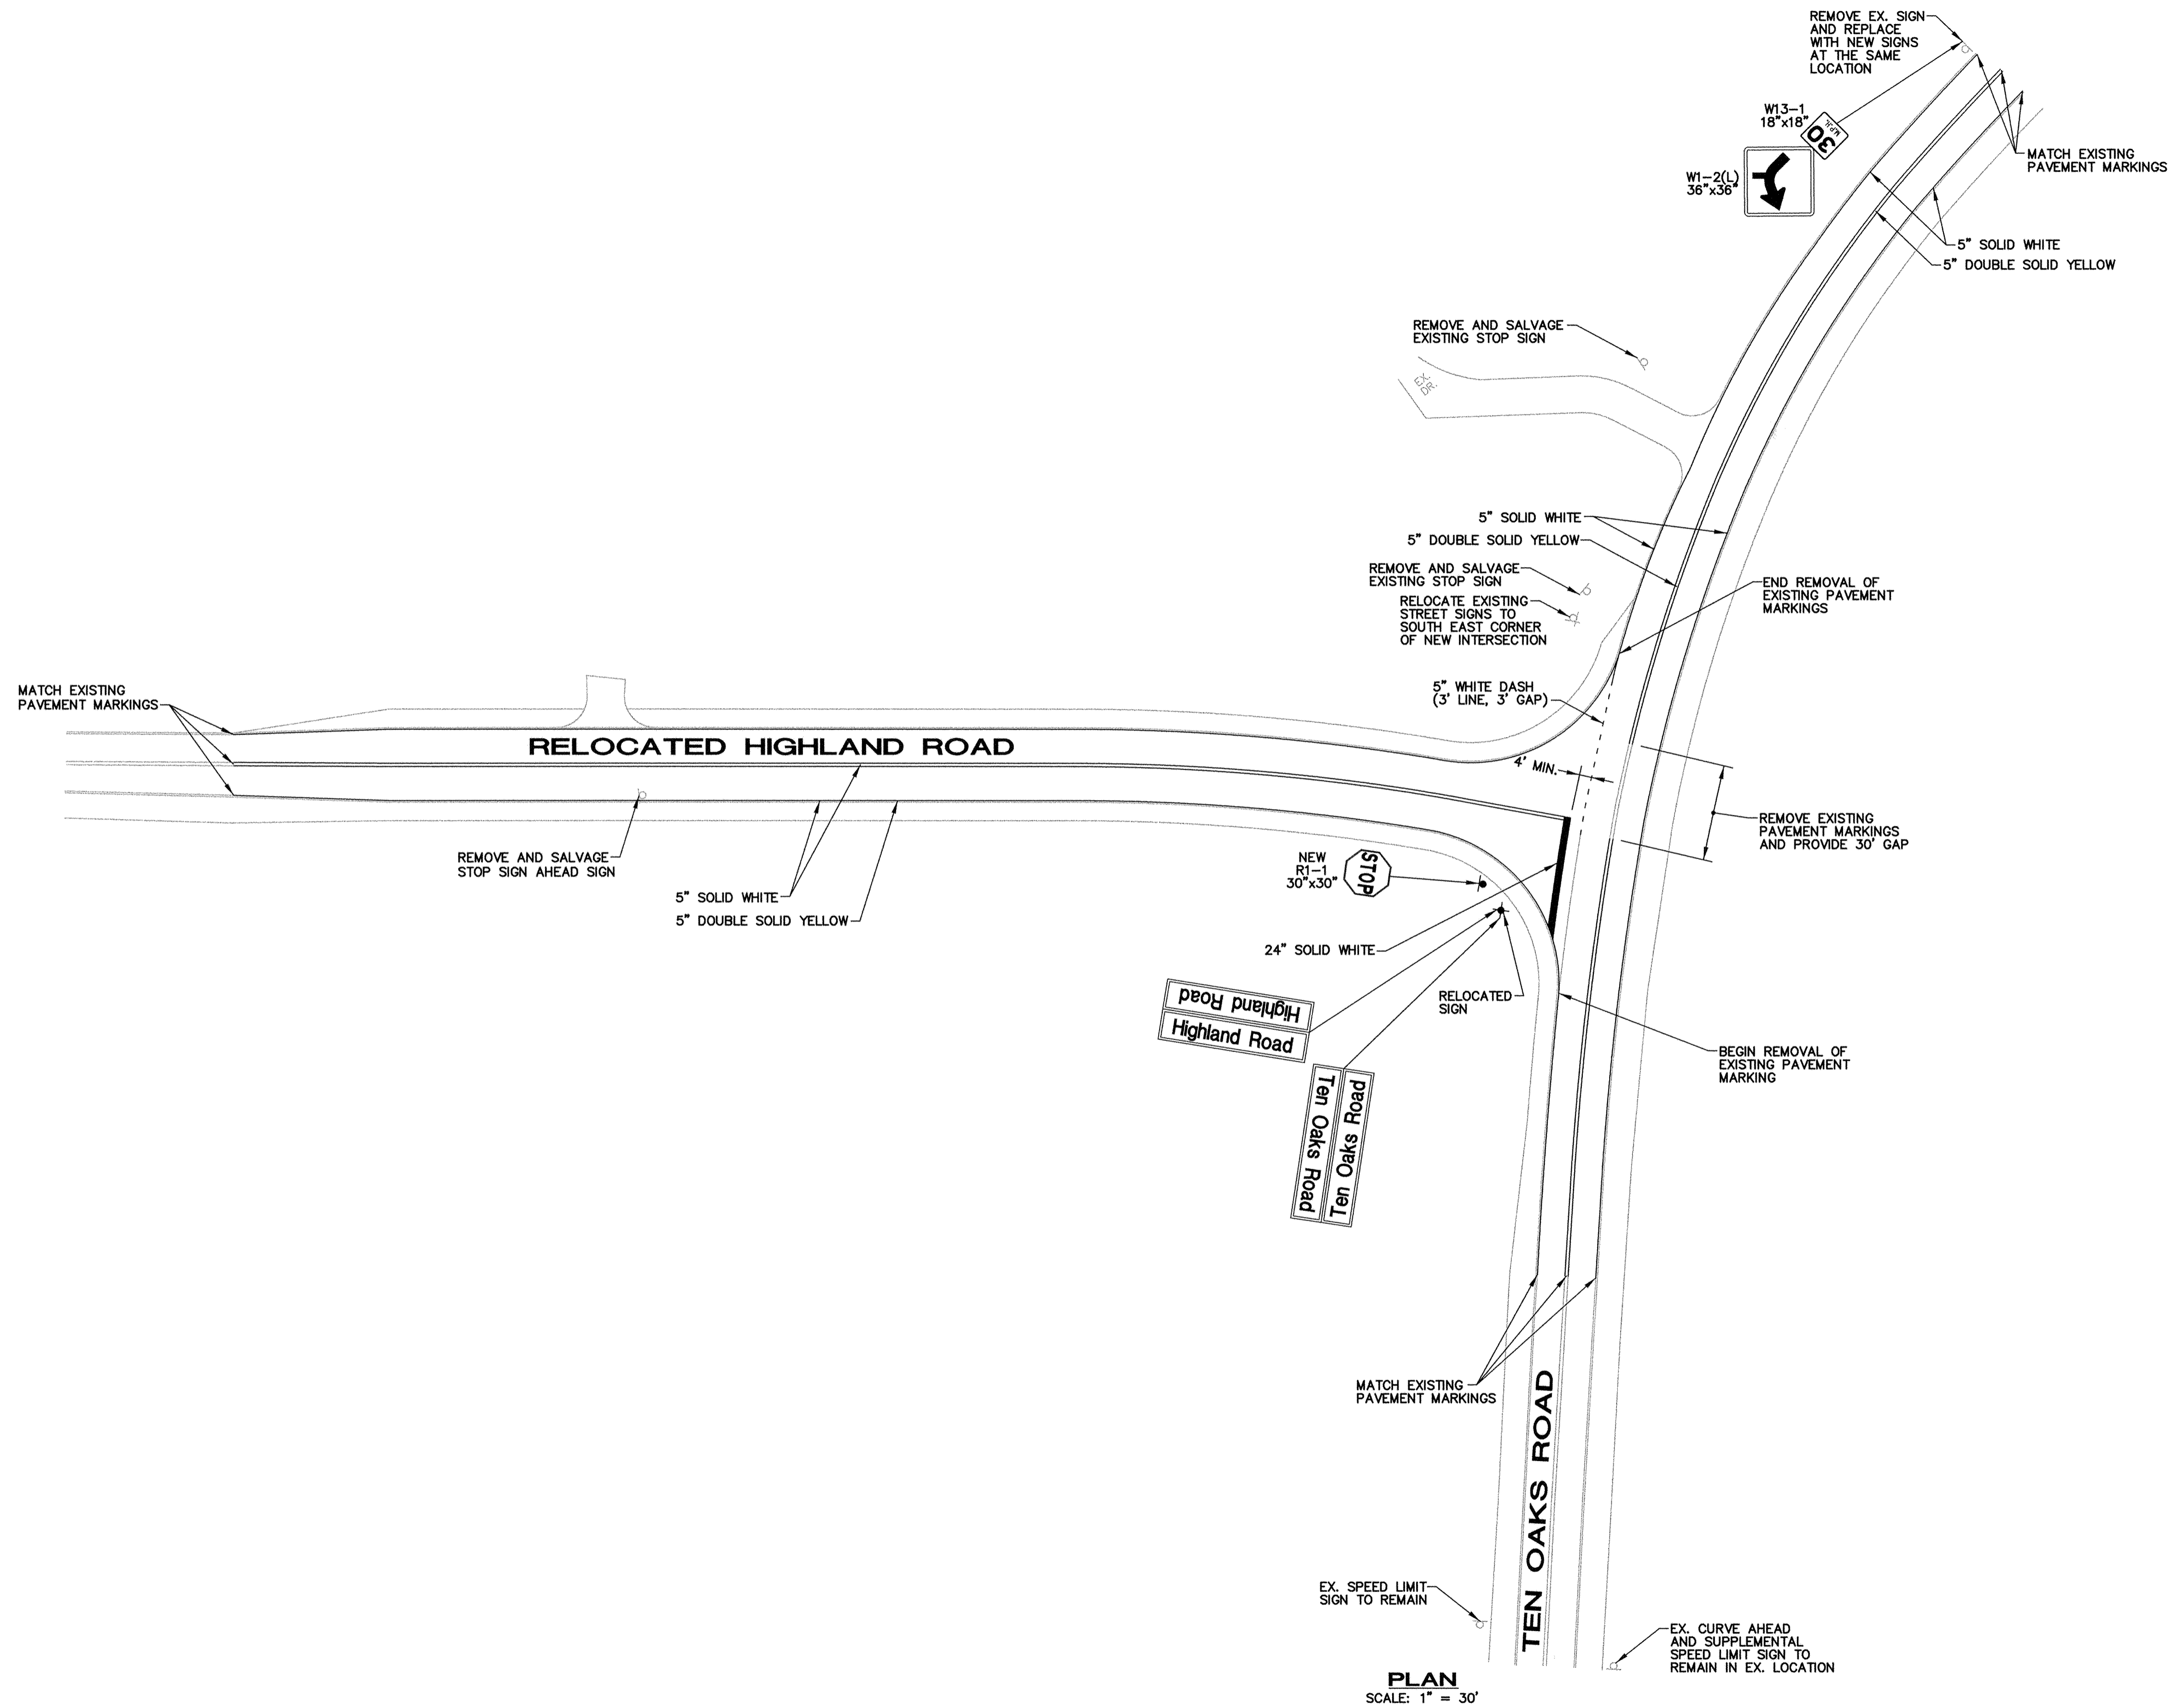 REMOVE EX. SIGN
AND REPLACE
WITH NEW SIGNS
AT THE SAME
LOCATION
W13-1
18"x18"
30
M.P.H.
W1-2(L)
36"x36"
MATCH EXISTING
PAVEMENT MARKINGS
5" SOLID WHITE
5" DOUBLE SOLID YELLOW
REMOVE AND SALVAGE
EXISTING STOP SIGN
EX.
DR.
5" SOLID WHITE
5" DOUBLE SOLID YELLOW
REMOVE AND SALVAGE
EXISTING STOP SIGN
RELOCATE EXISTING
STREET SIGNS TO
SOUTH EAST CORNER
OF NEW INTERSECTION
END REMOVAL OF
EXISTING PAVEMENT
MARKINGS
MATCH EXISTING
PAVEMENT MARKINGS
5" WHITE DASH
(3' LINE, 3' GAP)
RELOCATED HIGHLAND ROAD
4' MIN.
REMOVE EXISTING
PAVEMENT MARKINGS
AND PROVIDE 30' GAP
REMOVE AND SALVAGE
STOP SIGN AHEAD SIGN
NEW
R1-1
30"x30"
STOP
5" SOLID WHITE
5" DOUBLE SOLID YELLOW
24" SOLID WHITE
RELOCATED
SIGN
Highland Road
Highland Road
BEGIN REMOVAL OF
EXISTING PAVEMENT
MARKING
Ten Oaks Road
Ten Oaks Road
MATCH EXISTING
PAVEMENT MARKINGS
TEN OAKS ROAD
EX. SPEED LIMIT
SIGN TO REMAIN
EX. CURVE AHEAD
AND SUPPLEMENTAL
SPEED LIMIT SIGN TO
REMAIN IN EX. LOCATION
PLAN
SCALE: 1" = 30'